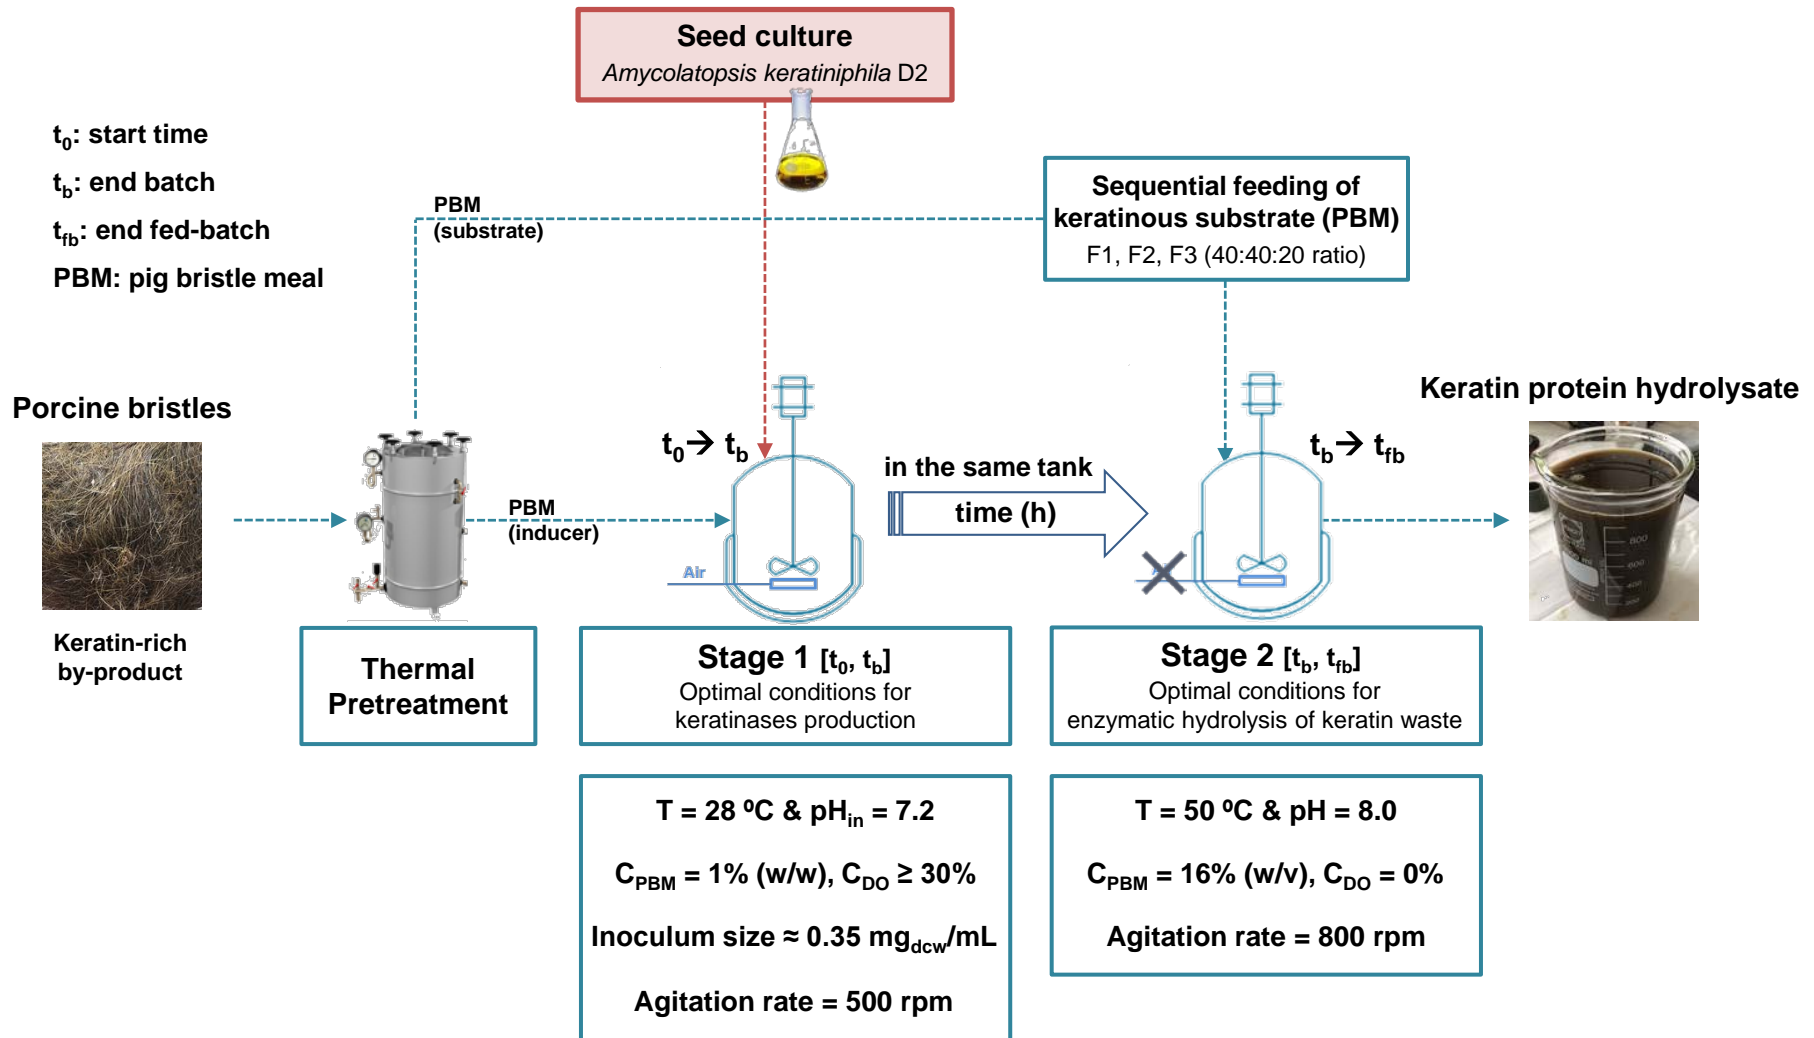 Seed culture
Amycolatopsis keratiniphila D2
t0: start time
tb: end batch
tfb: end fed-batch
PBM: pig bristle meal
PBM
(substrate)
Sequential feeding of
keratinous substrate (PBM)
F1, F2, F3 (40:40:20 ratio)
Porcine bristles
Keratin-rich
by-product
Thermal
Pretreatment
PBM
(inducer)
t0 → tb
Air
in the same tank
time (h)
tb → tfb
Keratin protein hydrolysate
800
600
400
200
Stage 1 [t0, tb]
Optimal conditions for
keratinases production
Stage 2 [tb, tfb]
Optimal conditions for
enzymatic hydrolysis of keratin waste
T = 28 ºC & pHin = 7.2
CPBM = 1% (w/w), CDO ≥ 30%
Inoculum size ≈ 0.35 mgdcw/mL
Agitation rate = 500 rpm
T = 50 ºC & pH = 8.0
CPBM = 16% (w/v), CDO = 0%
Agitation rate = 800 rpm